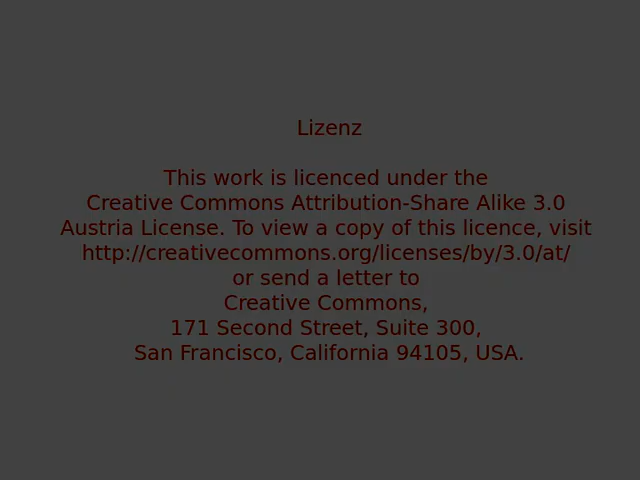 Lizenz
This work is licenced under the
Creative Commons Attribution-Share Alike 3.0
Austria License. To view a copy of this licence, visit
http://creativecommons.org/licenses/by/3.0/at/
or send a letter to
Creative Commons,
171 Second Street, Suite 300,
San Francisco, California 94105, USA.